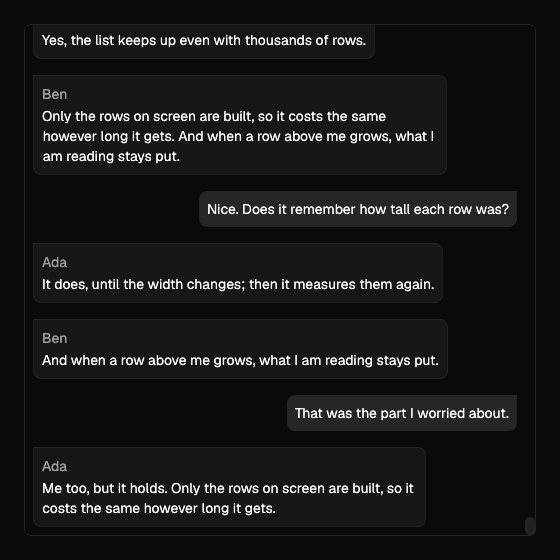 Yes, the list keeps up even with thousands of rows.
Ben
Only the rows on screen are built, so it costs the same
however long it gets. And when a row above me grows, what I
am reading stays put.
Nice. Does it remember how tall each row was?
Ada
It does, until the width changes; then it measures them again.
Ben
And when a row above me grows, what I am reading stays put.
That was the part I worried about.
Ada
Me too, but it holds. Only the rows on screen are built, so it
costs the same however long it gets.